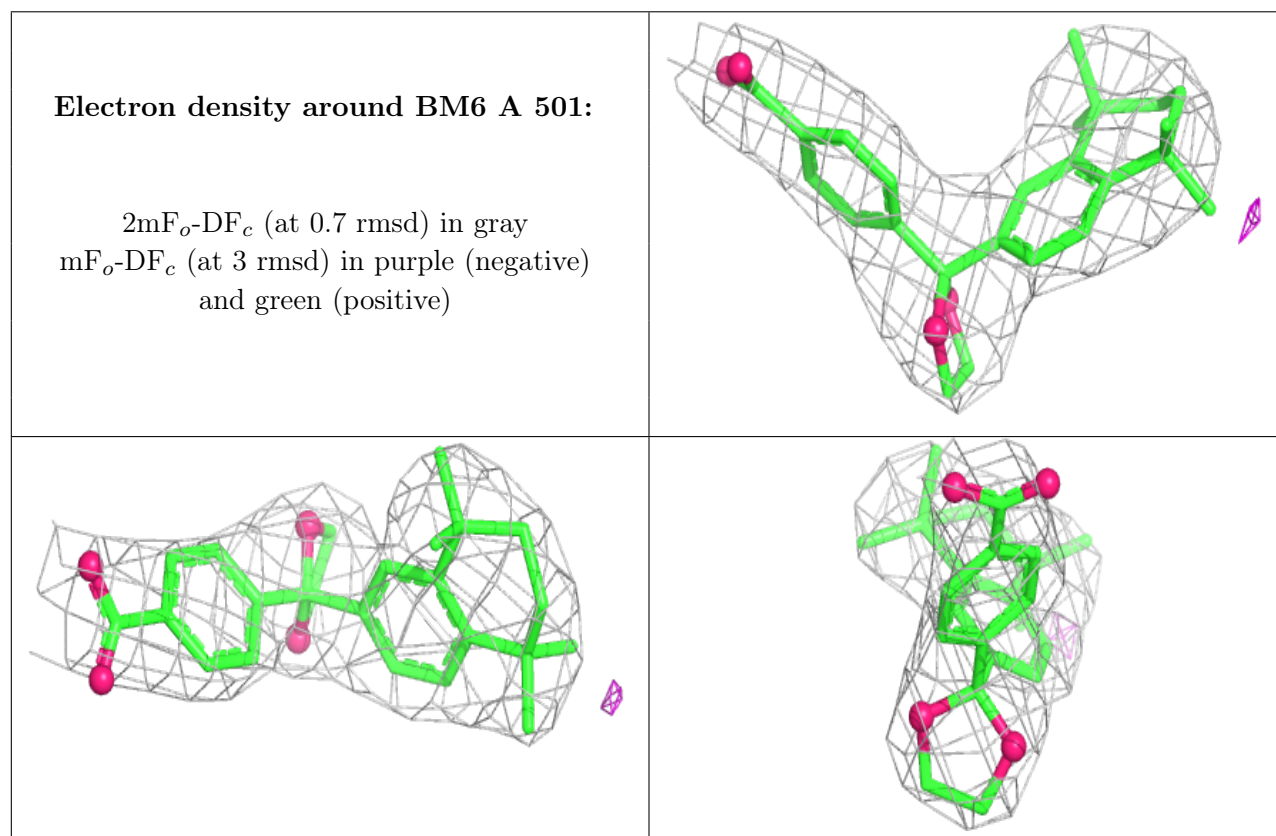 Electron density around BM6 A 501:
2mFo-DFc (at 0.7 rmsd) in gray
mFo-DFc (at 3 rmsd) in purple (negative)
and green (positive)